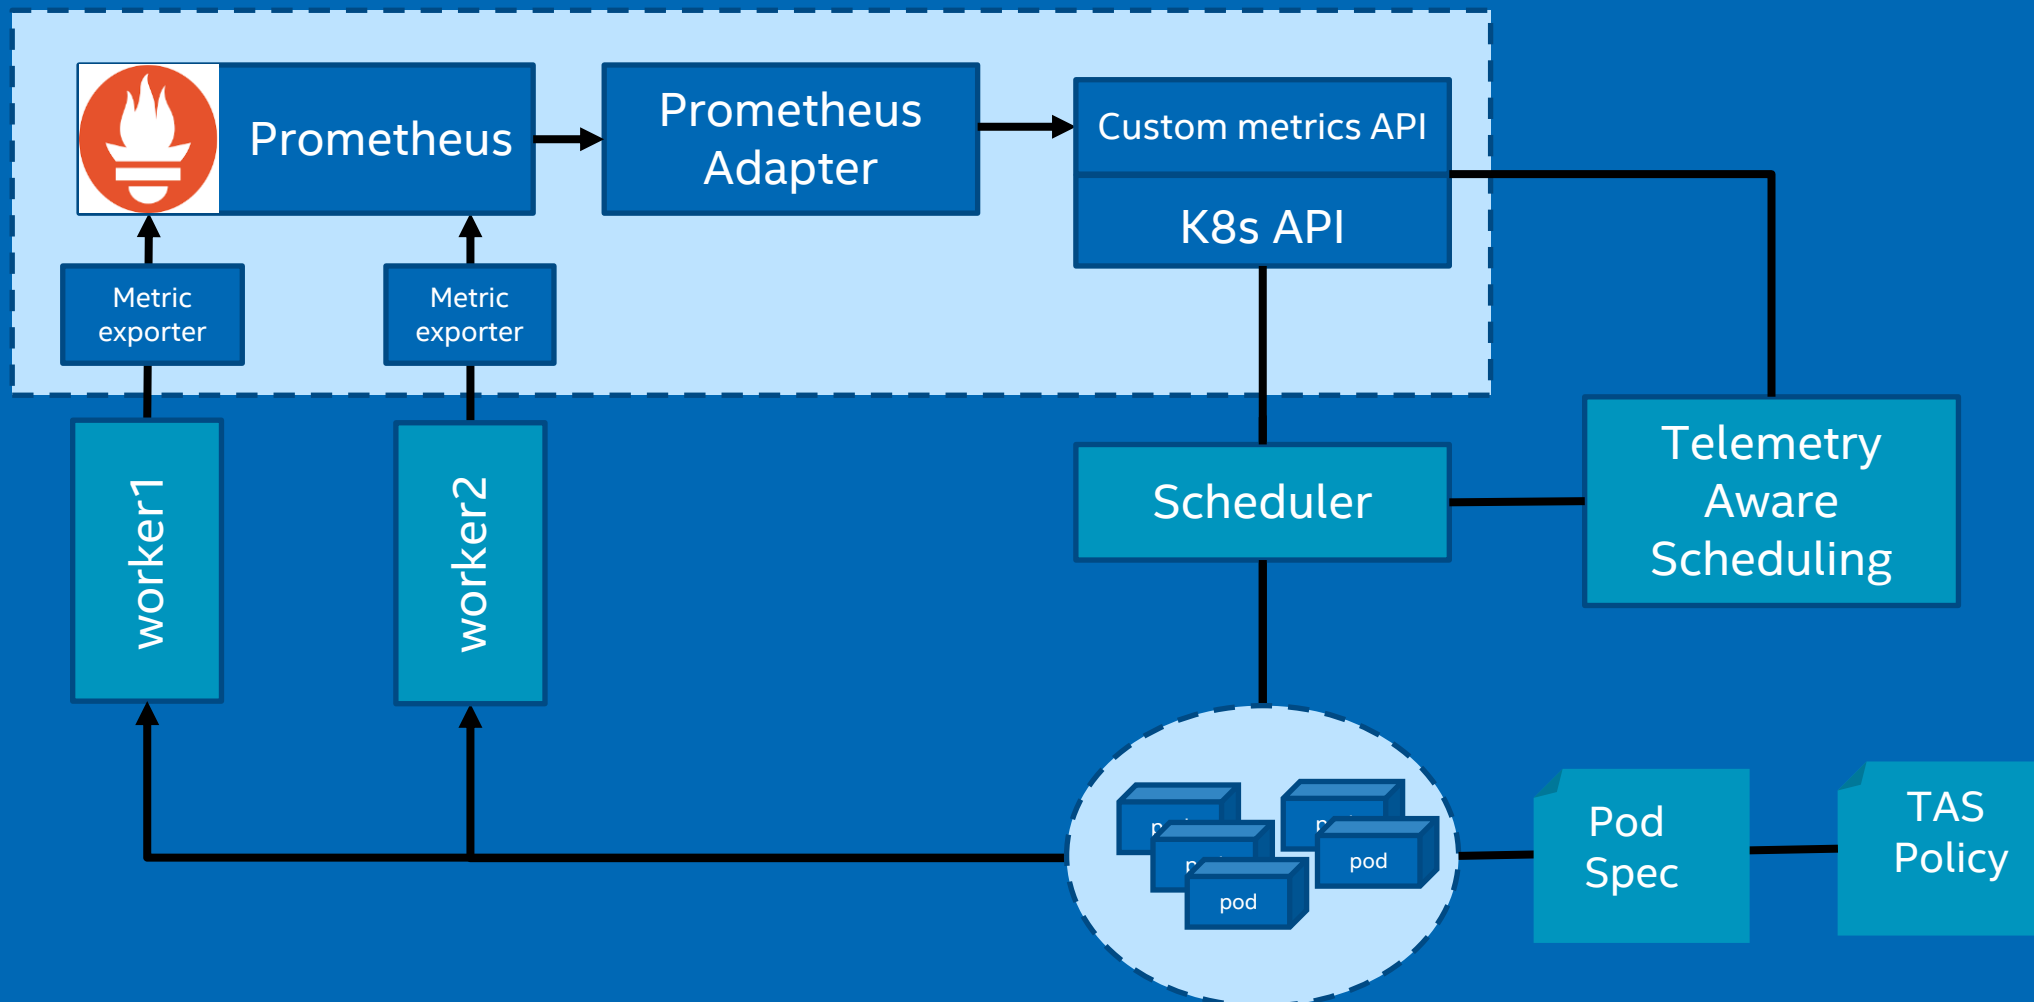 Prometheus
Prometheus
Adapter
Custom metrics API
K8s API
Metric
exporter
Metric
exporter
worker1
worker2
Scheduler
Telemetry
Aware
Scheduling
pod
pod
Pod
Spec
TAS
Policy